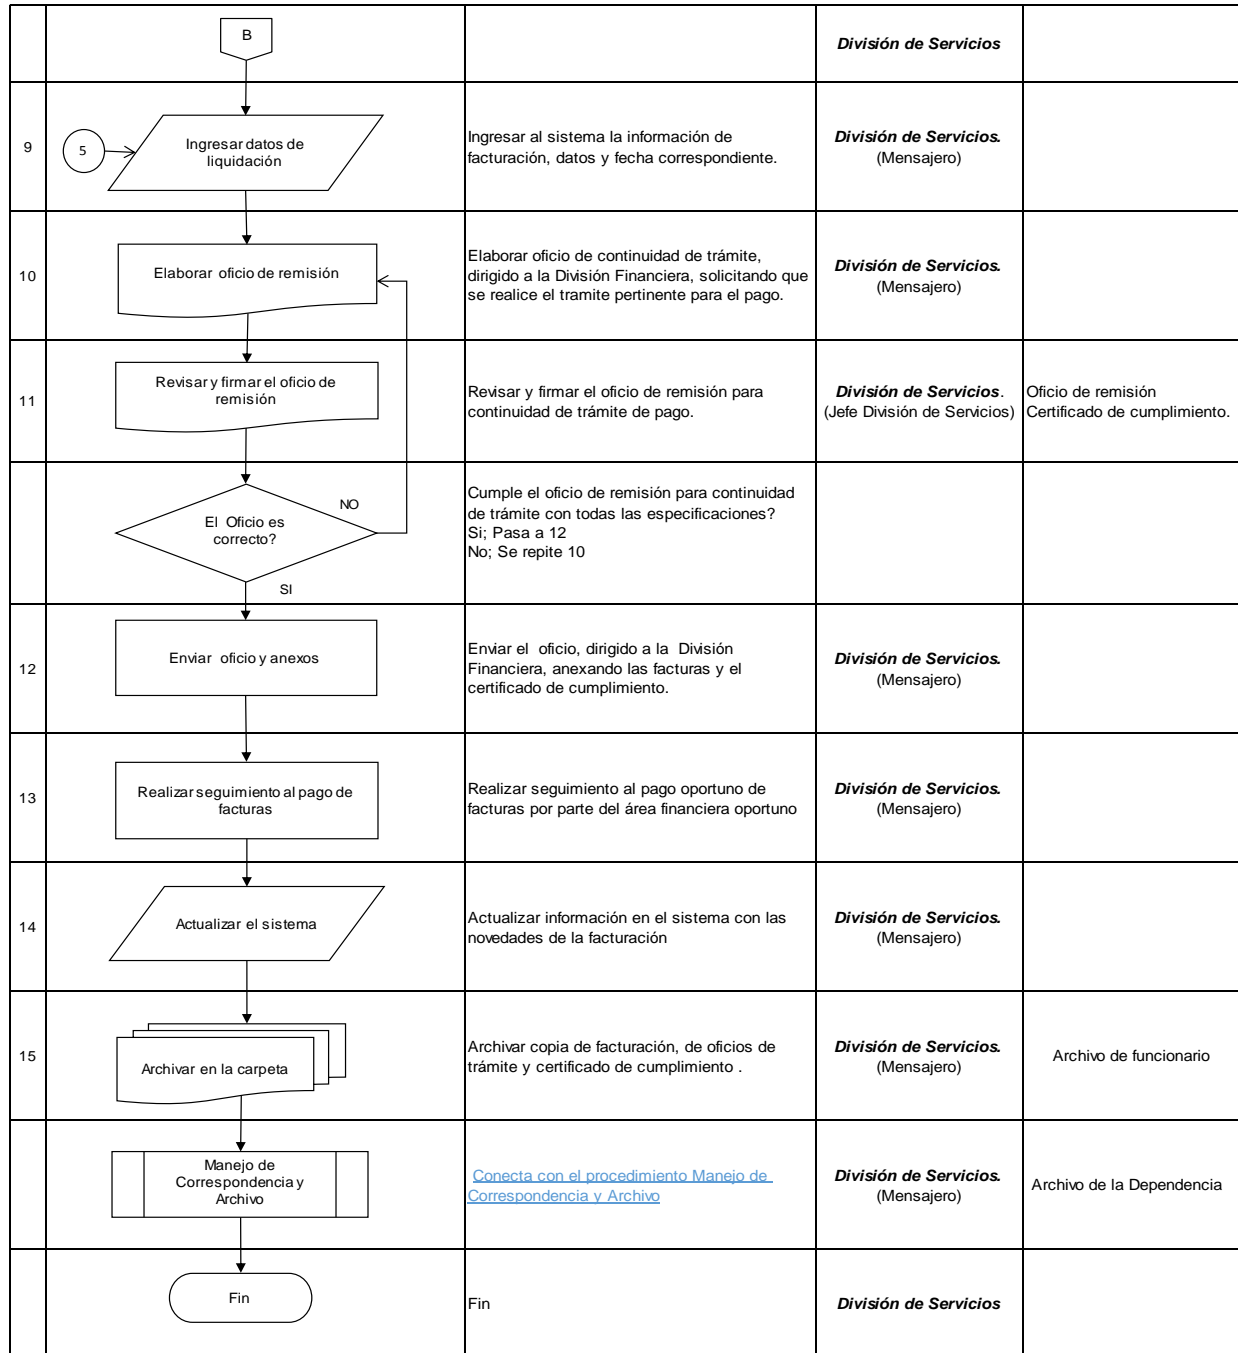 B
División de Servicios
9
5
Ingresar datos de
liquidación
Ingresar al sistema la información de
facturación, datos y fecha correspondiente.
División de Servicios.
(Mensajero)
10
Elaborar oficio de remisión
Elaborar oficio de continuidad de trámite,
dirigido a la División Financiera, solicitando que
se realice el tramite pertinente para el pago.
División de Servicios.
(Mensajero)
11
Revisar y firmar el oficio de
remisión
Revisar y firmar el oficio de remisión para
continuidad de trámite de pago.
División de Servicios.
(Jefe División de Servicios)
Oficio de remisión
Certificado de cumplimiento.
El Oficio es
correcto?
NO
SI
Cumple el oficio de remisión para continuidad
de trámite con todas las especificaciones?
Si; Pasa a 12
No; Se repite 10
12
Enviar oficio y anexos
Enviar el oficio, dirigido a la División
Financiera, anexando las facturas y el
certificado de cumplimiento.
División de Servicios.
(Mensajero)
13
Realizar seguimiento al pago de
facturas
Realizar seguimiento al pago oportuno de
facturas por parte del área financiera oportuno
División de Servicios.
(Mensajero)
14
Actualizar el sistema
Actualizar información en el sistema con las
novedades de la facturación
División de Servicios.
(Mensajero)
15
Archivar en la carpeta
Archivar copia de facturación, de oficios de
trámite y certificado de cumplimiento .
División de Servicios.
(Mensajero)
Archivo de funcionario
Manejo de
Correspondencia y
Archivo
Conecta con el procedimiento Manejo de
Correspondencia y Archivo
División de Servicios.
(Mensajero)
Archivo de la Dependencia
Fin
Fin
División de Servicios